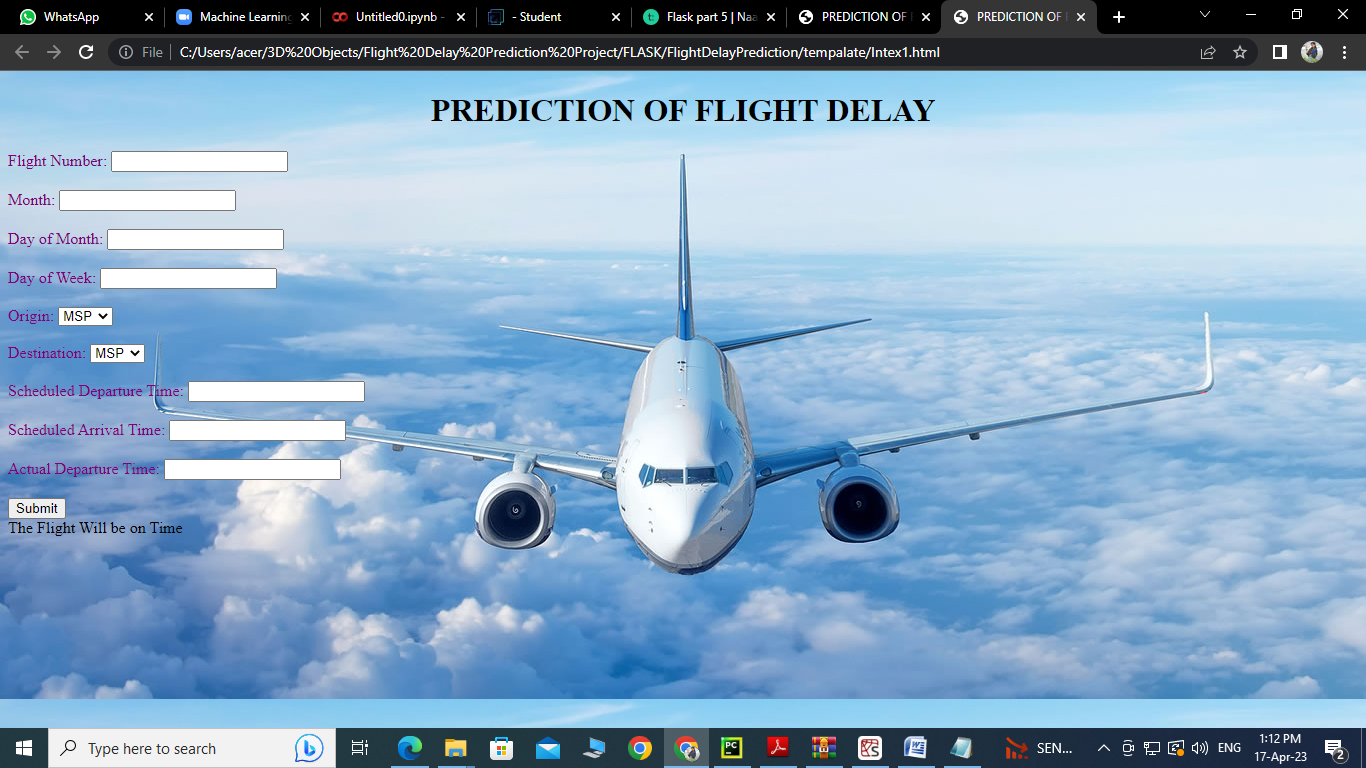 WhatsApp
Machine Learning
Untitled0.ipynb -
- Student
Flask part 5 | Naa
PREDICTION OF
PREDICTION OF
File
C:/Users/acer/3D%20Objects/Flight%20Delay%20Prediction%20Project/FLASK/FlightDelayPrediction/tempalate/Intex1.html
PREDICTION OF FLIGHT DELAY
Flight Number:
Month:
Day of Month:
Day of Week:
Origin: MSP
Destination: MSP
Scheduled Departure Time:
Scheduled Arrival Time:
Actual Departure Time:
Submit
The Flight Will be on Time
Type here to search
SEN...
ENG
1:12 PM
17-Apr-23
2